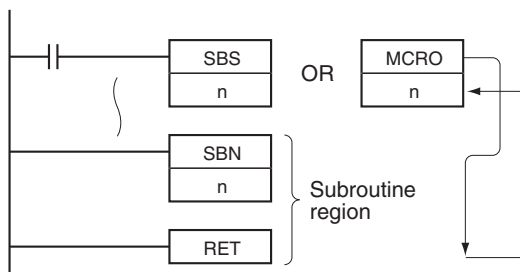 SBS
n
OR
MCRO
n
SBN
n
Subroutine
region
RET